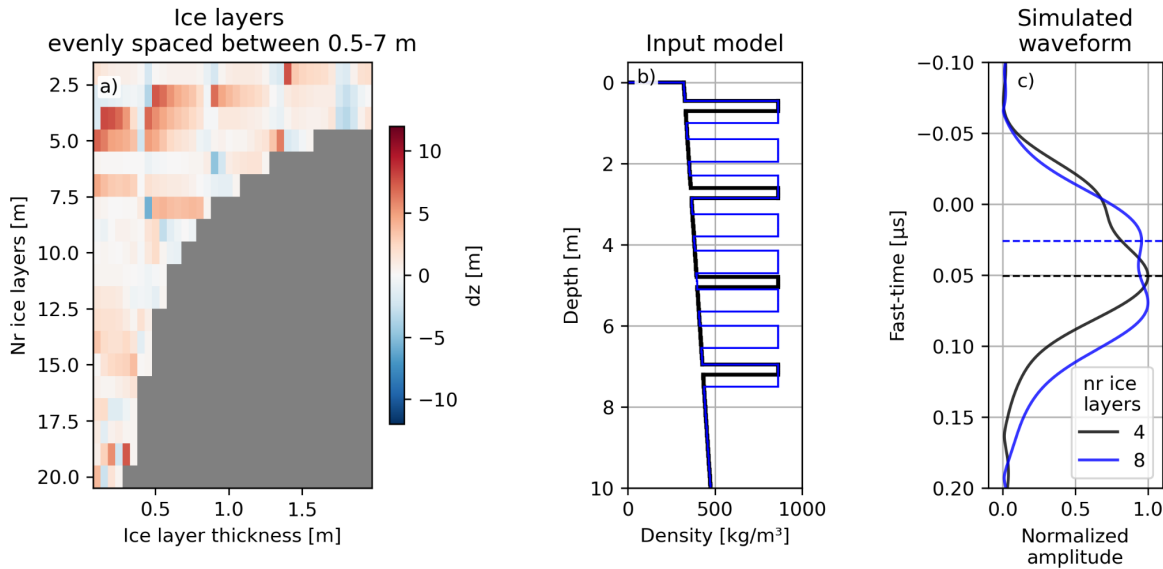 Ice layers
evenly spaced between 0.5-7 m
a)
2.5
5.0
7.5
10.0
12.5
15.0
17.5
20.0
Nr ice layers [m]
0.5
1.0
1.5
Ice layer thickness [m]
10
5
0
−5
−10
dz [m]
Input model
b)
0
2
4
6
8
10
Depth [m]
0
500
1000
Density [kg/m³]
Simulated
waveform
c)
−0.10
−0.05
0.00
0.05
0.10
0.15
0.20
Fast-time [µs]
nr ice
layers
4
8
0.0
0.5
1.0
Normalized
amplitude